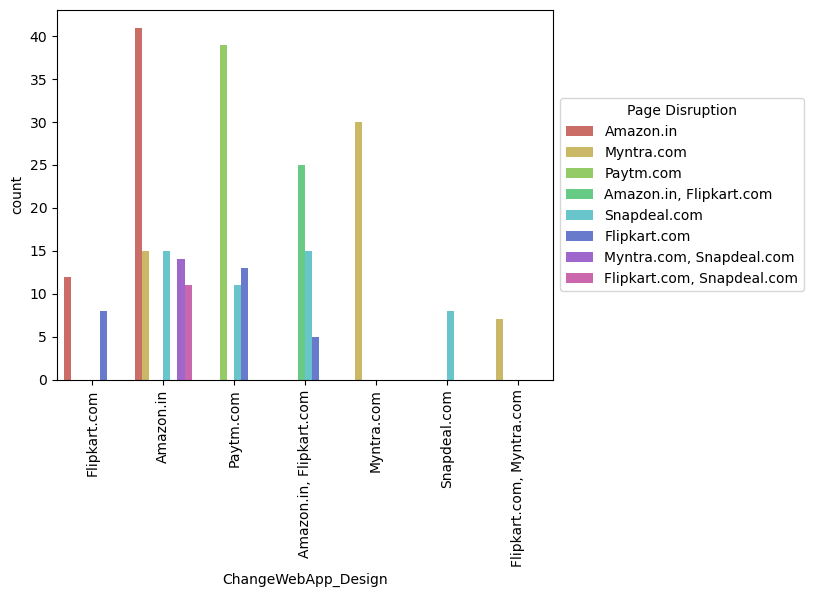 40
35
30
25
20
15
10
5
0
count
Flipkart.com
Amazon.in
Paytm.com
Amazon.in, Flipkart.com
Myntra.com
Snapdeal.com
Flipkart.com, Myntra.com
ChangeWebApp_Design
Page Disruption
Amazon.in
Myntra.com
Paytm.com
Amazon.in, Flipkart.com
Snapdeal.com
Flipkart.com
Myntra.com, Snapdeal.com
Flipkart.com, Snapdeal.com